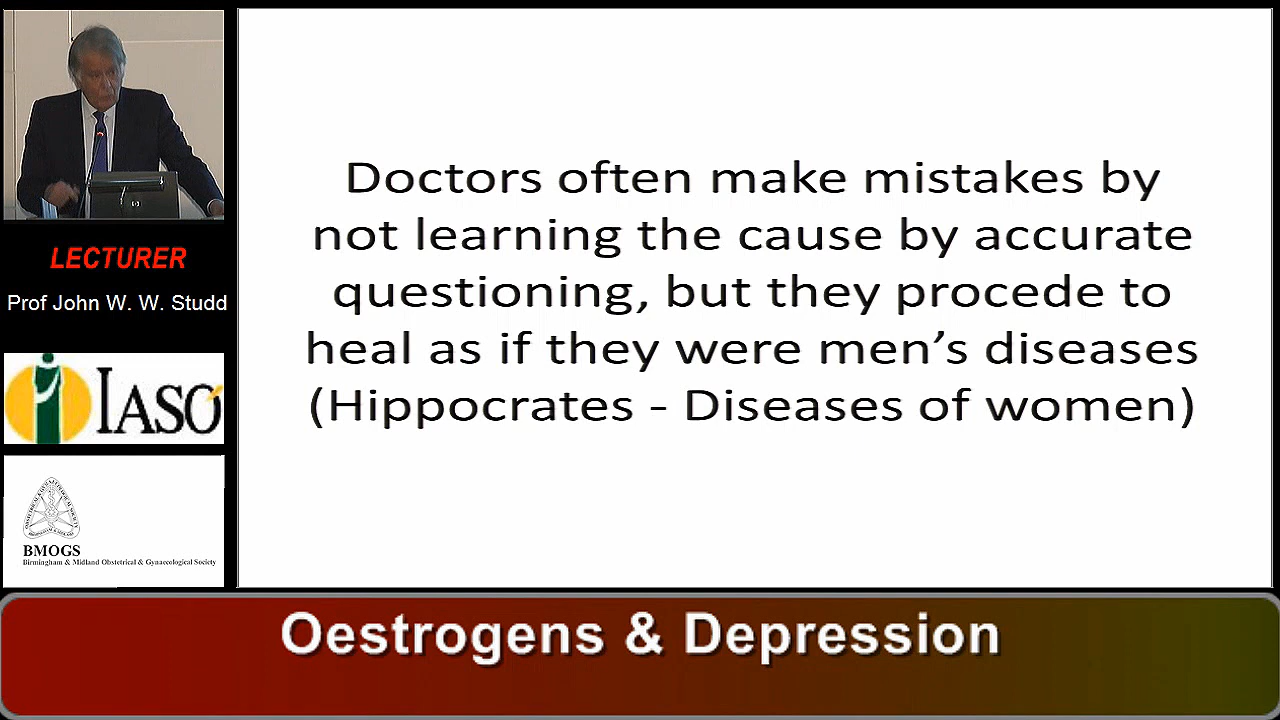 LECTURER
Prof John W. W. Studd
IASO
BMOGS
Birmingham & Midland Obstetrical & Gynaecological Society
Doctors often make mistakes by
not learning the cause by accurate
questioning, but they procede to
heal as if they were men’s diseases
(Hippocrates - Diseases of women)
Oestrogens & Depression